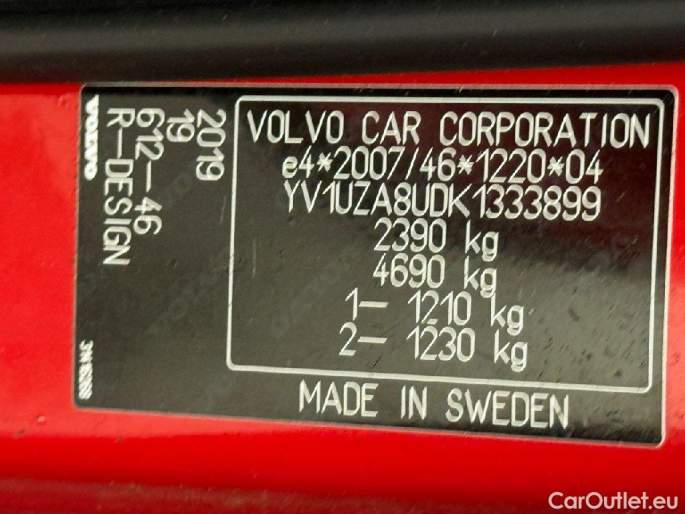 VOLVO
2019
19
612-46
R-DESIGN
VOLVO CAR CORPORATION
e4*2007/46*1220*04
YV1UZA8UDK1333899
2390 kg
4690 kg
1- 1210 kg
2- 1230 kg
MADE IN SWEDEN
CarOutlet.eu